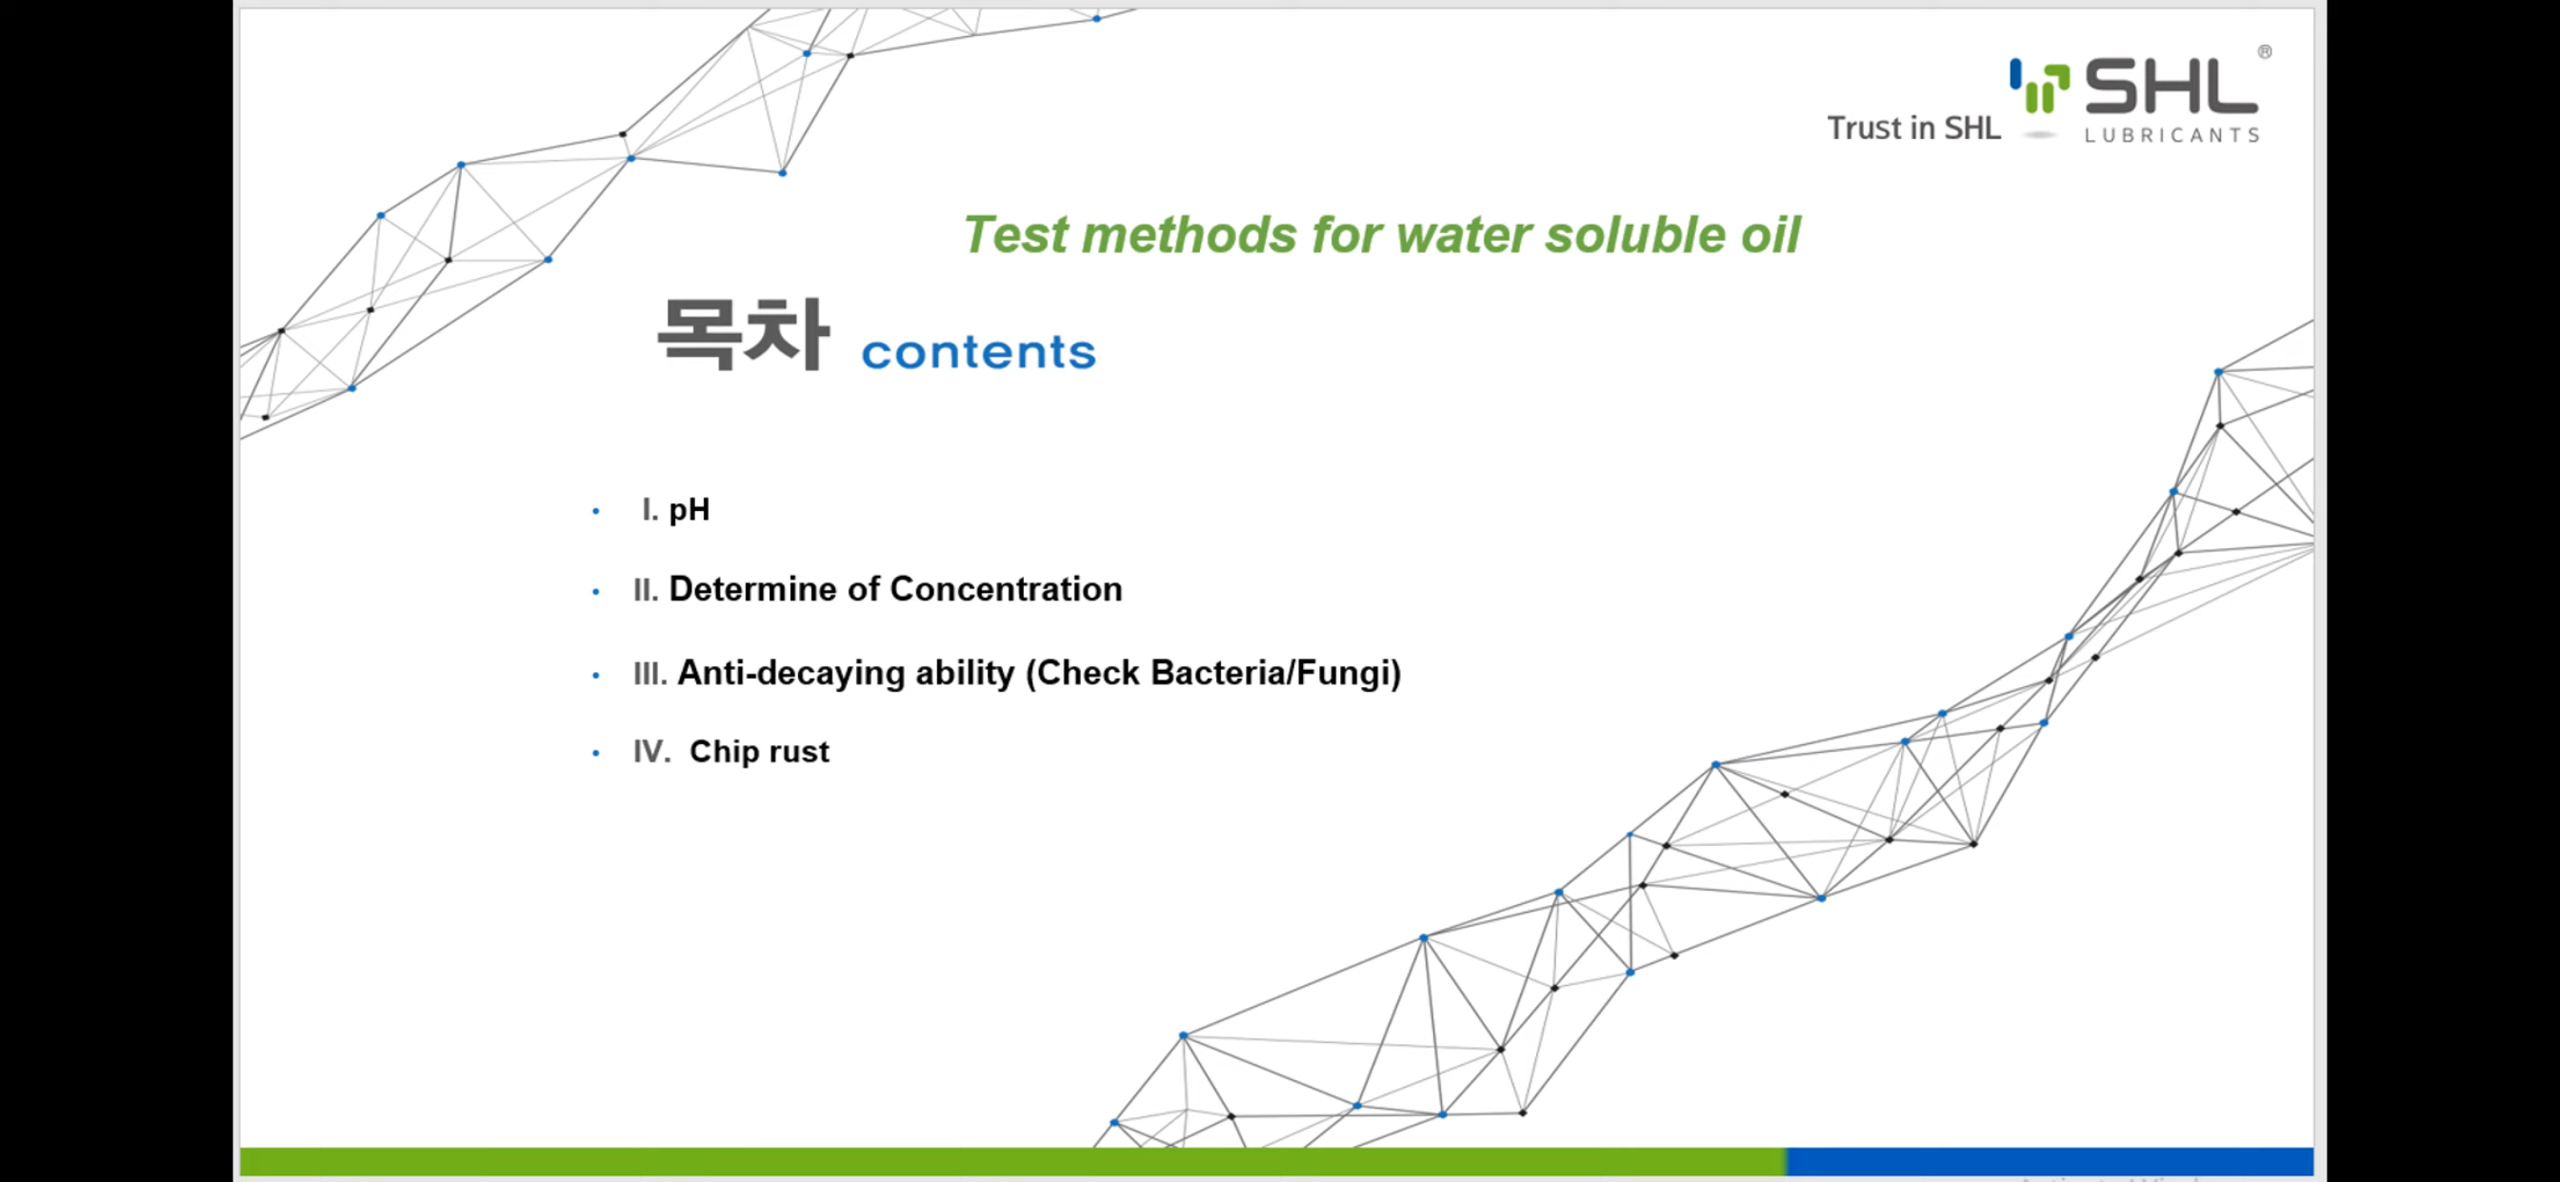 ®
SHL
Trust in SHL
LUBRICANTS
Test methods for water soluble oil
목차 contents
• I. pH
• II. Determine of Concentration
• III. Anti-decaying ability (Check Bacteria/Fungi)
• IV. Chip rust